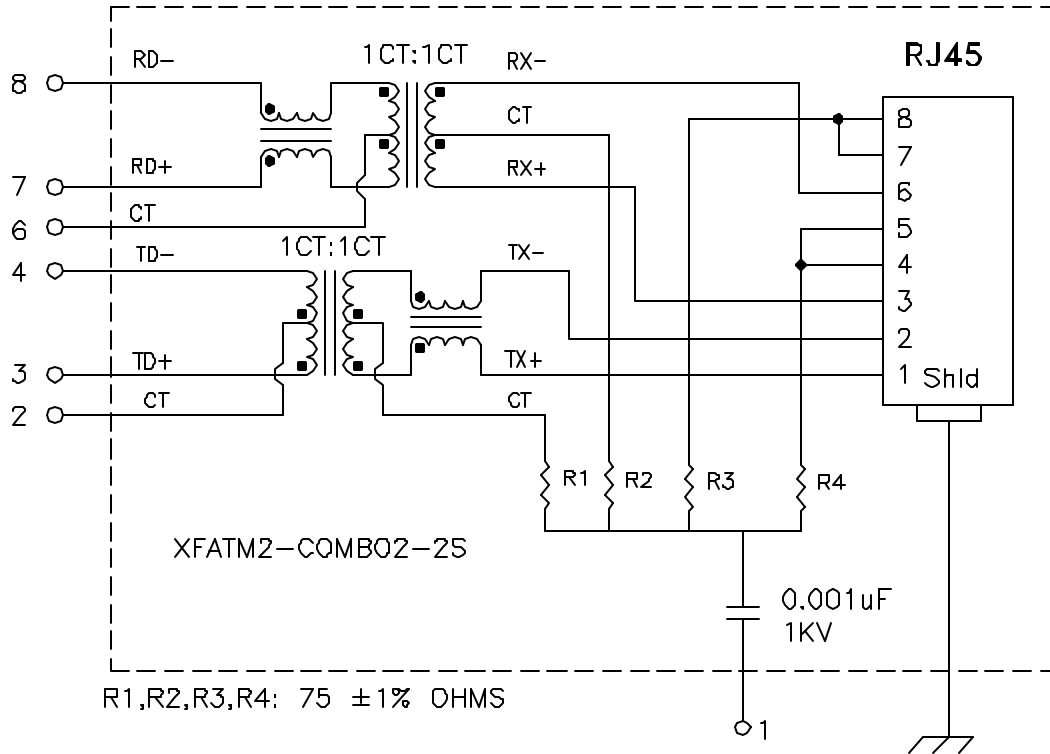 1CT:1CT
RJ45
8 RD- RX-
CT
8
7
7 RD+ RX+
6
6 CT
5
1CT:1CT
4 TD- TX-
4
3
2
3 TD+ TX+
1 Shld
2 CT CT
R1 R2 R3 R4
XFATM2-COMBO2-2S
0.001uF
1KV
R1,R2,R3,R4: 75 ±1% OHMS
1